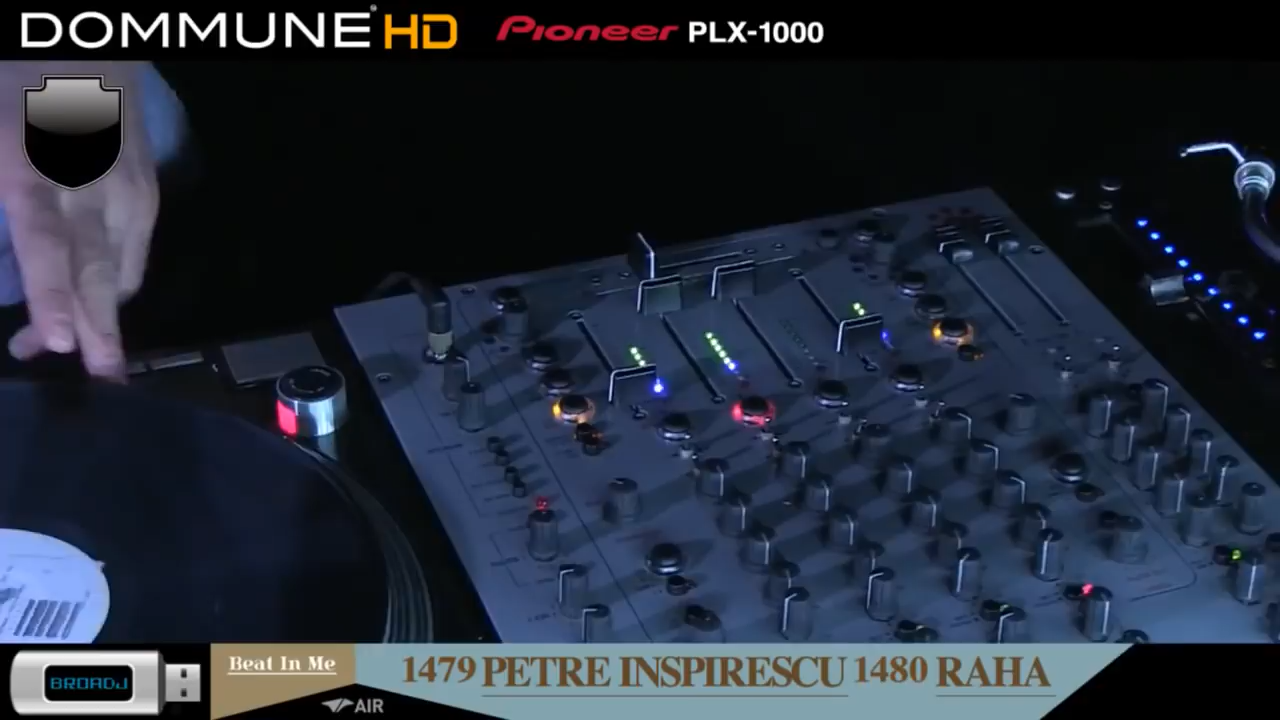 DOMMUNE HD Pioneer PLX-1000
BROADJ
Beat In Me
AIR
1479 PETRE INSPIRESCU 1480 RAHA